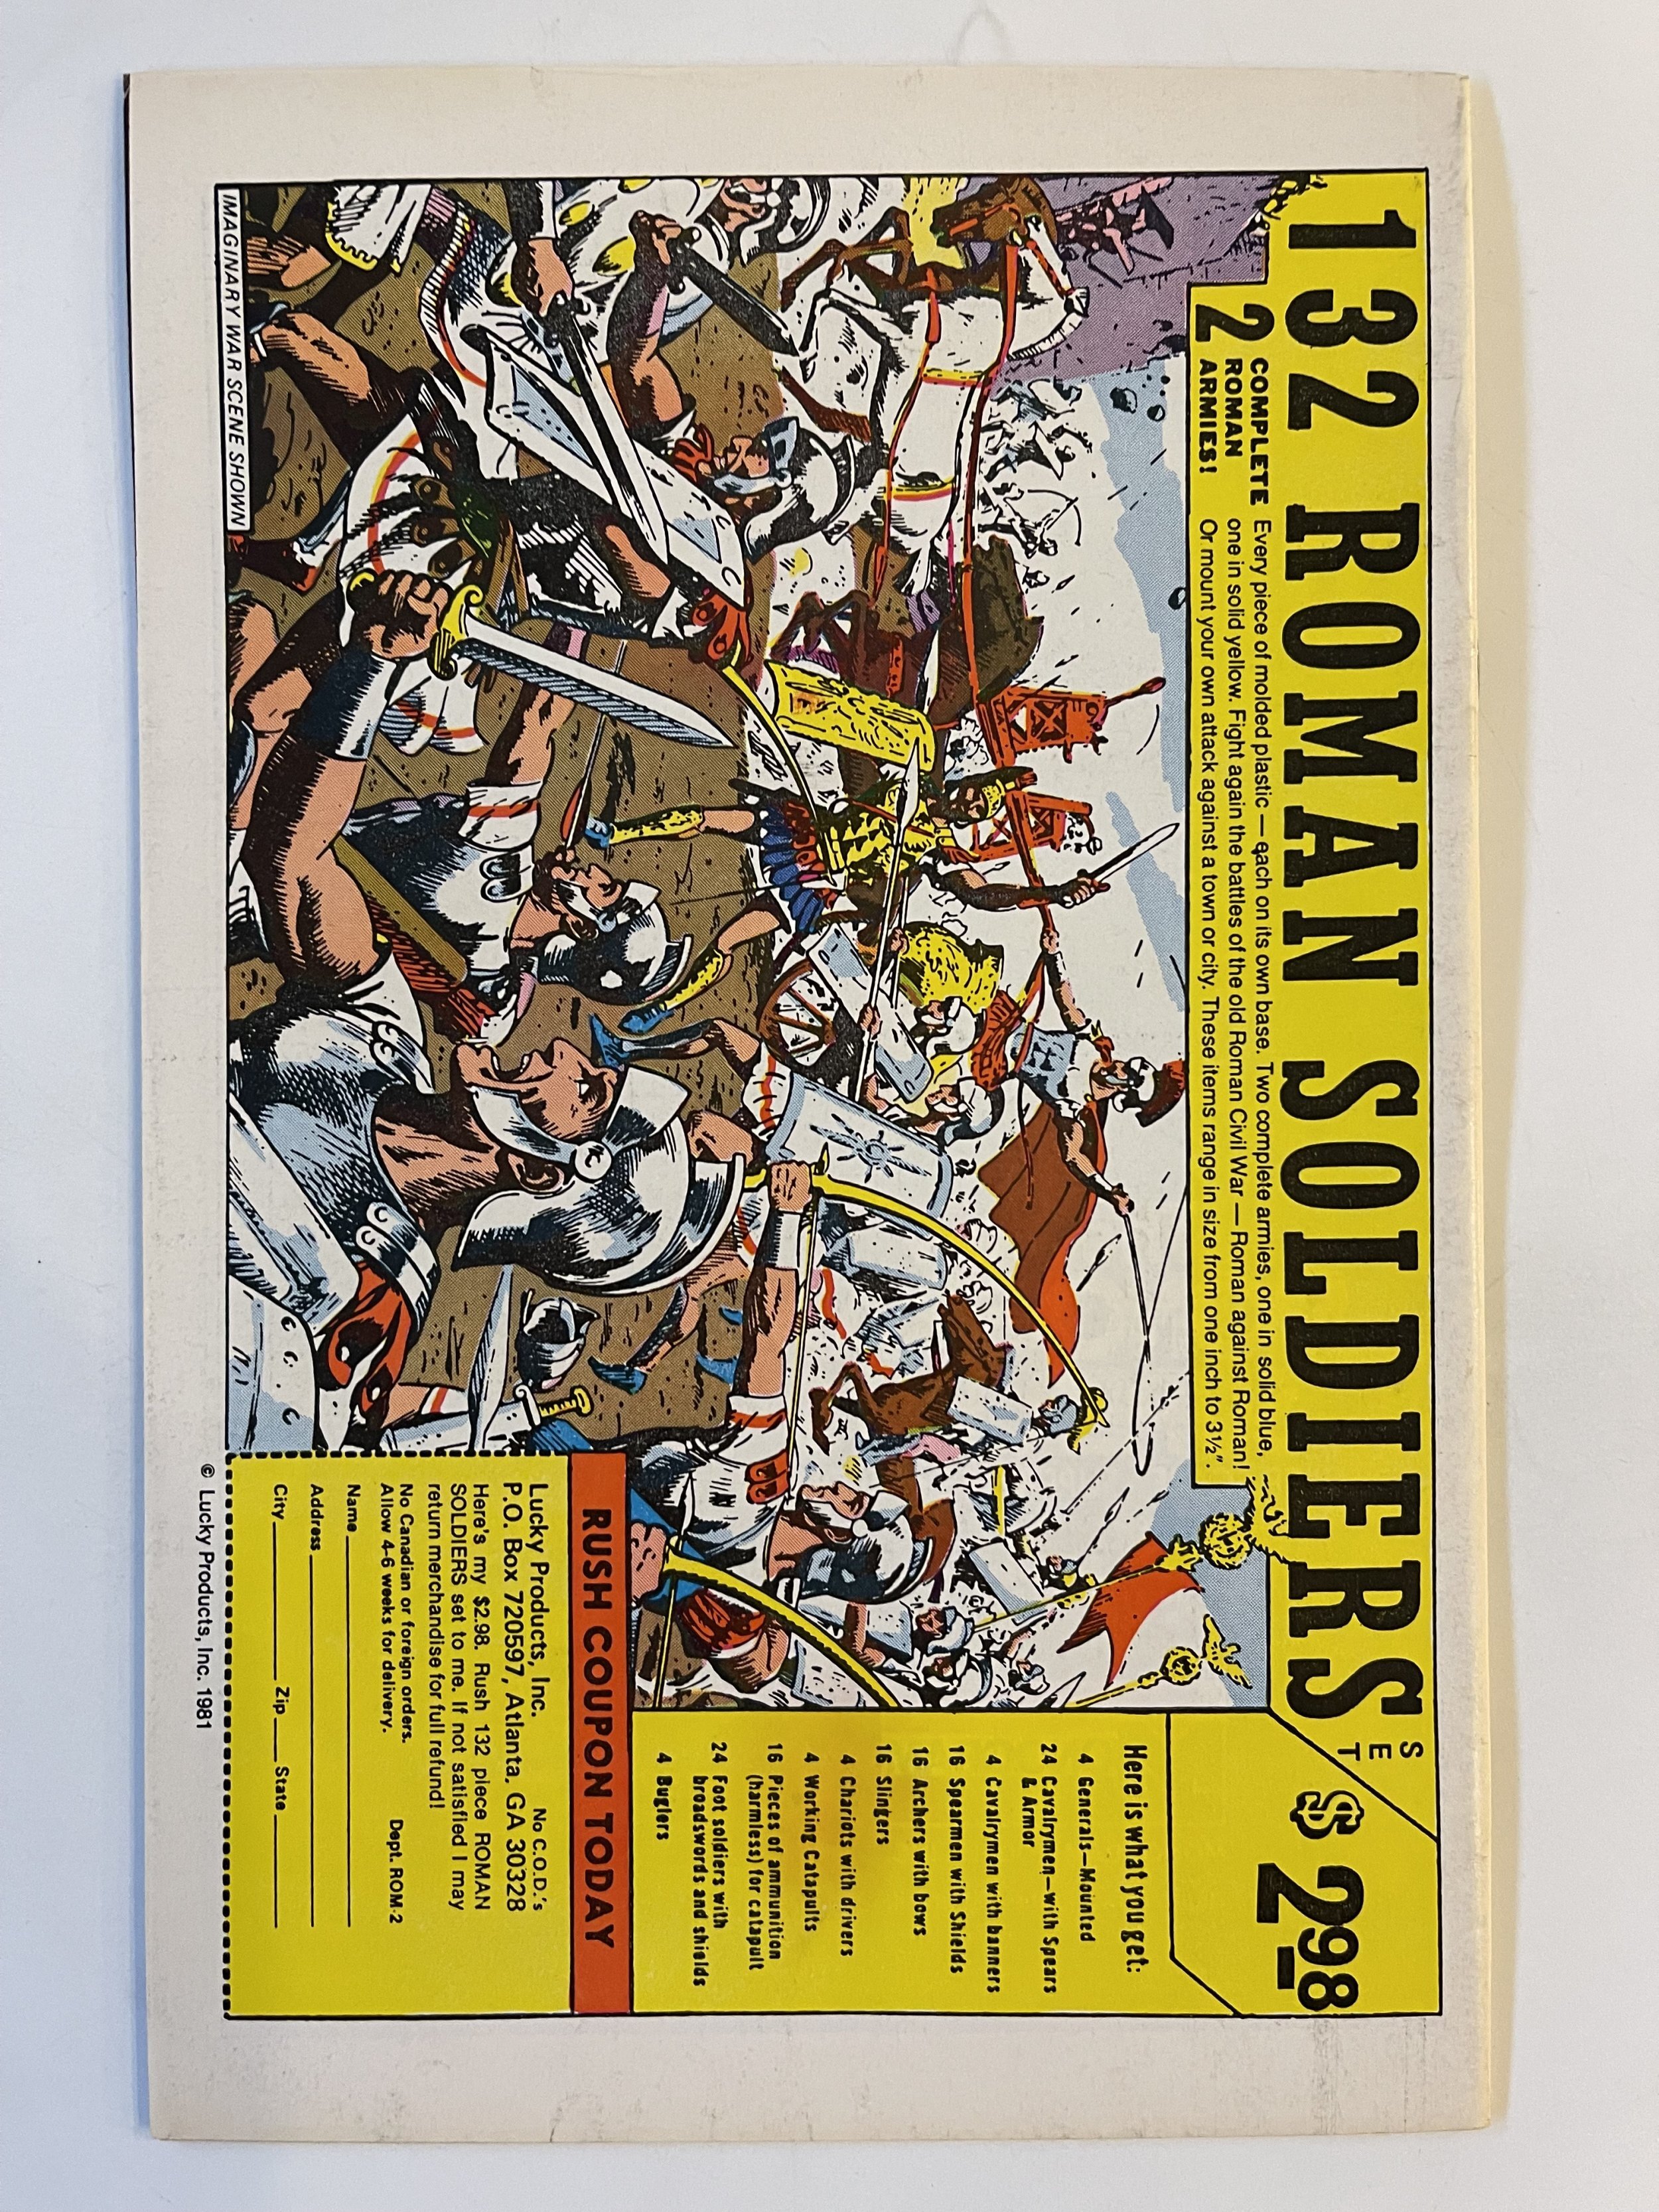 132 ROMAN SOLDIERS SET $2.98
2 COMPLETE
ROMAN
ARMIES!
Every piece of molded plastic — each on its own base. Two complete armies, one in solid blue,
one in solid yellow. Fight again the battles of the old Roman Civil War — Roman against Roman!
Or mount your own attack against a town or city. These items range in size from one inch to 3½".
Here is what you get:
4 Generals—Mounted
24 Cavalrymen—with Spears
& Armor
4 Cavalrymen with banners
16 Spearmen with Shields
16 Archers with bows
16 Slingers
4 Chariots with drivers
4 Working Catapults
16 Pieces of ammunition
(harmless) for catapult
24 Foot soldiers with
broadswords and shields
4 Buglers
RUSH COUPON TODAY
Lucky Products, Inc. No C.O.D.'s
P.O. Box 720597, Atlanta, GA 30328
Here's my $2.98. Rush 132 piece ROMAN
SOLDIERS set to me. If not satisfied I may
return merchandise for full refund!
No Canadian or foreign orders. Dept. ROM-2
Allow 4-6 weeks for delivery.
Name
Address
City Zip State
IMAGINARY WAR SCENE SHOWN
© Lucky Products, Inc. 1981